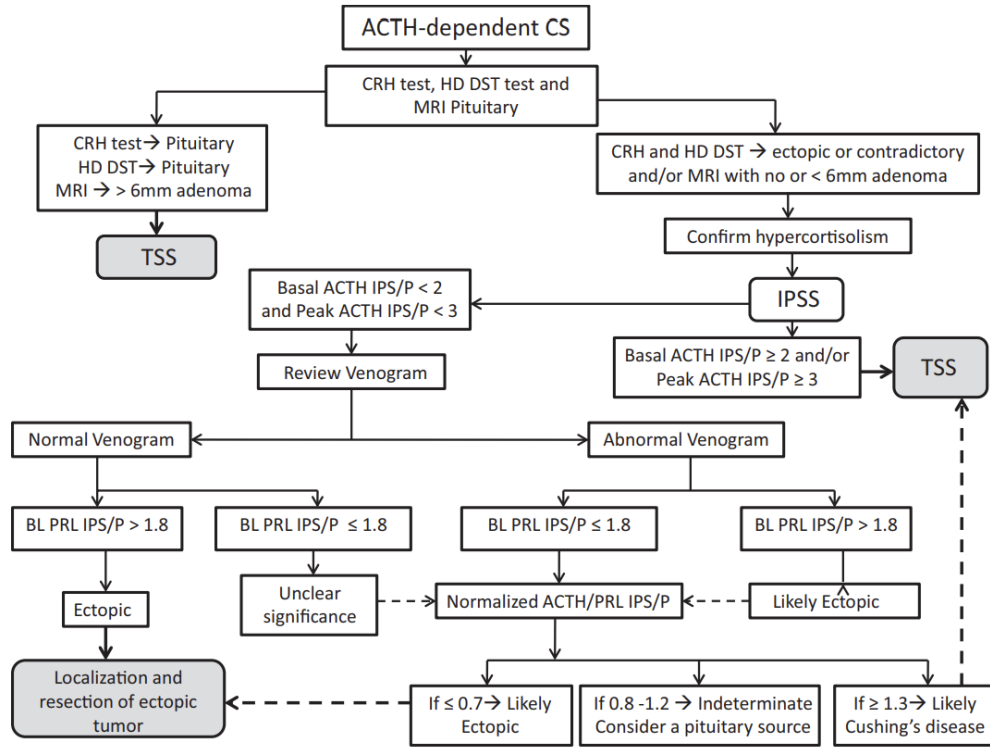 ACTH-dependent CS
CRH test, HD DST test and
MRI Pituitary
CRH test→ Pituitary
HD DST→ Pituitary
MRI → > 6mm adenoma
CRH and HD DST → ectopic or contradictory
and/or MRI with no or < 6mm adenoma
TSS
Confirm hypercortisolism
Basal ACTH IPS/P < 2
and Peak ACTH IPS/P < 3
IPSS
Review Venogram
Basal ACTH IPS/P ≥ 2 and/or
Peak ACTH IPS/P ≥ 3
TSS
Normal Venogram
Abnormal Venogram
BL PRL IPS/P > 1.8
BL PRL IPS/P ≤ 1.8
BL PRL IPS/P ≤ 1.8
BL PRL IPS/P > 1.8
Ectopic
Unclear
significance
Normalized ACTH/PRL IPS/P
Likely Ectopic
Localization and
resection of ectopic
tumor
If ≤ 0.7→ Likely
Ectopic
If 0.8 -1.2 → Indeterminate
Consider a pituitary source
If ≥ 1.3→ Likely
Cushing's disease